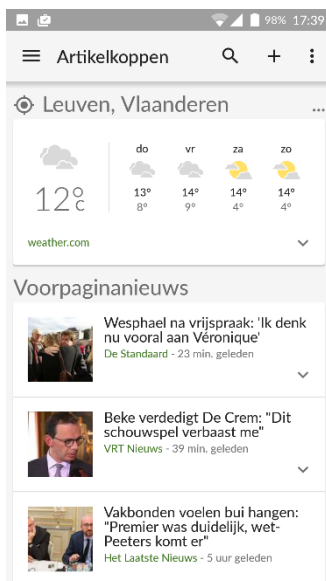 98% 17:39
Artikelkoppen
Leuven, Vlaanderen
do vr za zo
12°C
13° 14° 14° 14°
8° 9° 4° 4°
weather.com
Voorpaginanieuws
Wesphael na vrijspraak: 'Ik denk
nu vooral aan Véronique'
De Standaard - 23 min. geleden
Beke verdedigt De Crem: "Dit
schouwspel verbaast me"
VRT Nieuws - 39 min. geleden
Vakbonden voelen bui hangen:
"Premier was duidelijk, wet-
Peeters komt er"
Het Laatste Nieuws - 5 uur geleden